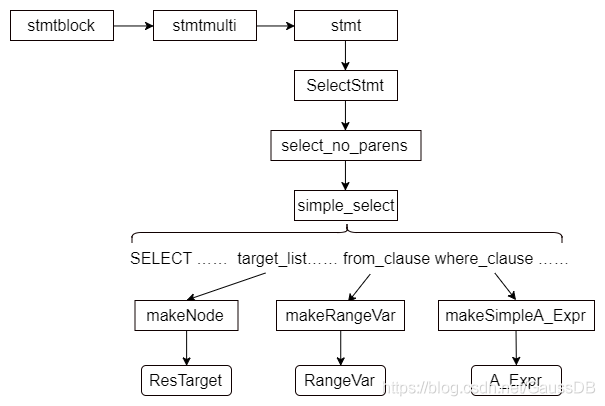 stmtblock stmtmulti stmt
SelectStmt
select_no_parens
simple_select
SELECT …… target_list…… from_clause where_clause ……
makeNode makeRangeVar makeSimpleA_Expr
ResTarget RangeVar A_Expr
https://blog.csdn.net/GaussDB